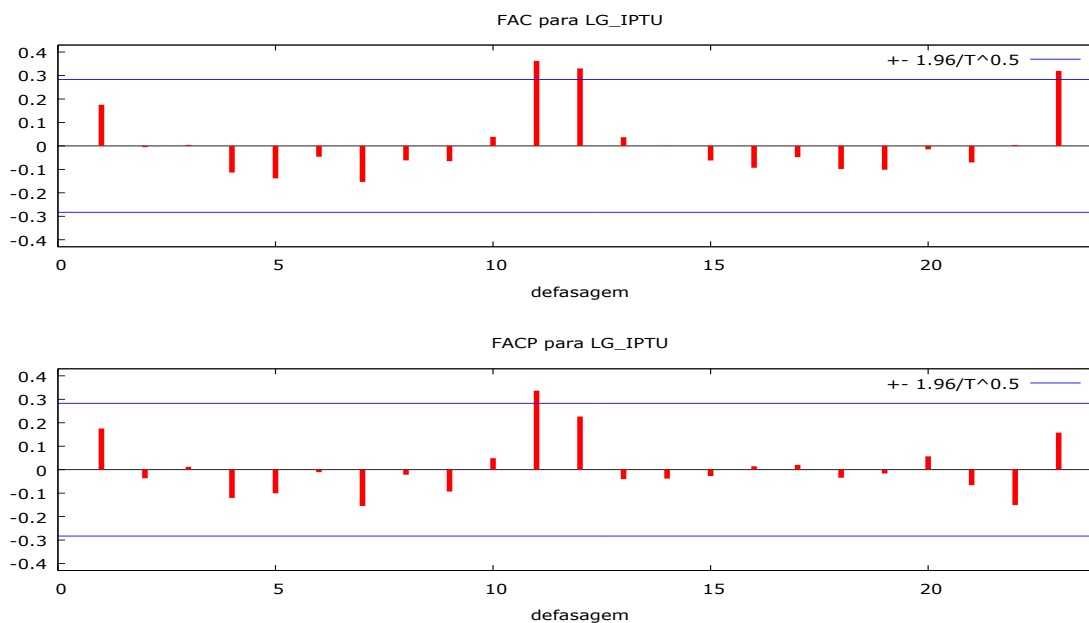 FAC para LG_IPTU
+- 1.96/T^0.5
0.4
0.3
0.2
0.1
0
-0.1
-0.2
-0.3
-0.4
0 5 10 15 20
defasagem
FACP para LG_IPTU
+- 1.96/T^0.5
0.4
0.3
0.2
0.1
0
-0.1
-0.2
-0.3
-0.4
0 5 10 15 20
defasagem